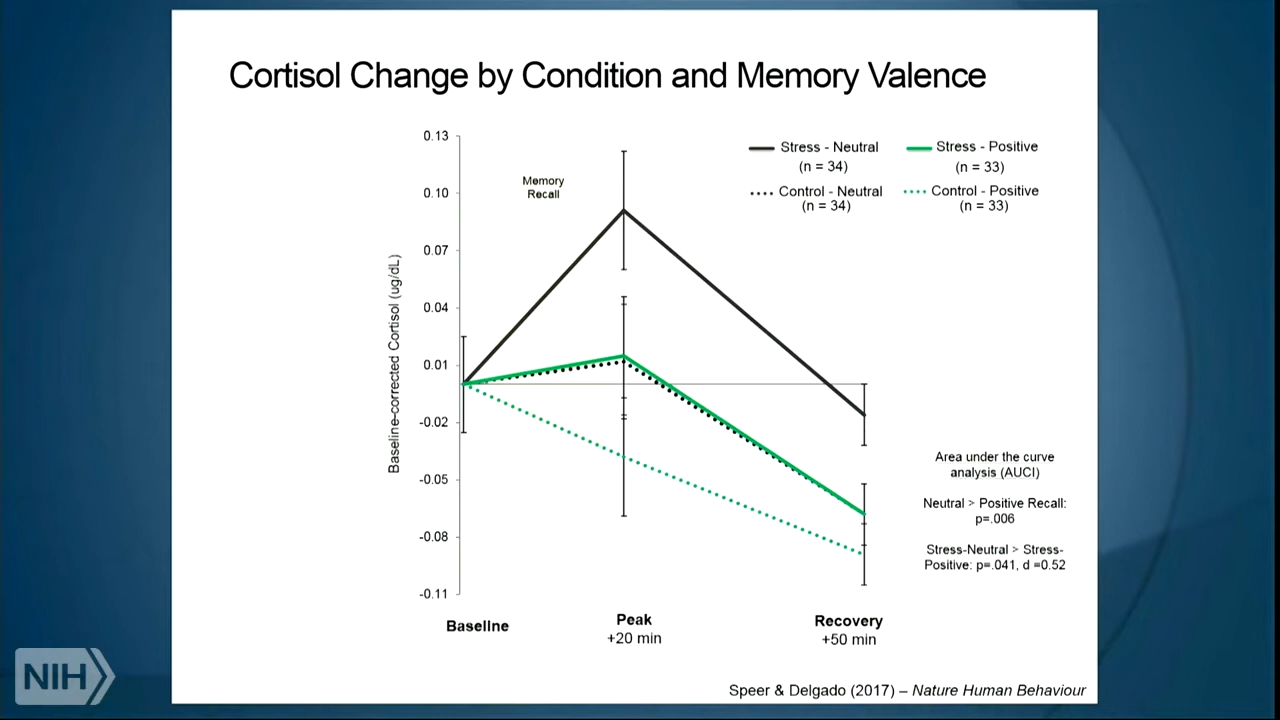 Cortisol Change by Condition and Memory Valence
0.13
0.10
0.07
0.04
0.01
-0.02
-0.05
-0.08
-0.11
Baseline-corrected Cortisol (ug/dL)
Memory
Recall
Stress - Neutral
(n = 34)
Stress - Positive
(n = 33)
Control - Neutral
(n = 34)
Control - Positive
(n = 33)
Area under the curve
analysis (AUCI)
Neutral > Positive Recall:
p=.006
Stress-Neutral > Stress-
Positive: p=.041, d =0.52
Baseline
Peak
+20 min
Recovery
+50 min
NIH
Speer & Delgado (2017) – Nature Human Behaviour